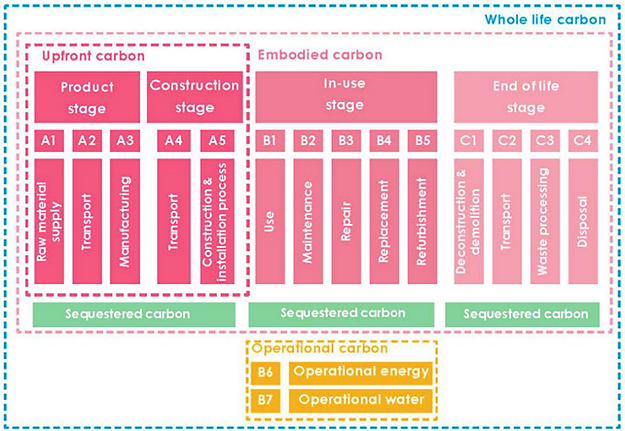 Whole life carbon
Upfront carbon
Embodied carbon
Product
stage
Construction
stage
In-use
stage
End of life
stage
A1
A2
A3
A4
A5
B1
B2
B3
B4
B5
C1
C2
C3
C4
Raw material
supply
Transport
Manufacturing
Transport
Construction &
installation process
Use
Maintenance
Repair
Replacement
Refurbishment
Deconstruction &
demolition
Transport
Waste processing
Disposal
Sequestered carbon
Sequestered carbon
Sequestered carbon
Operational carbon
B6
Operational energy
B7
Operational water